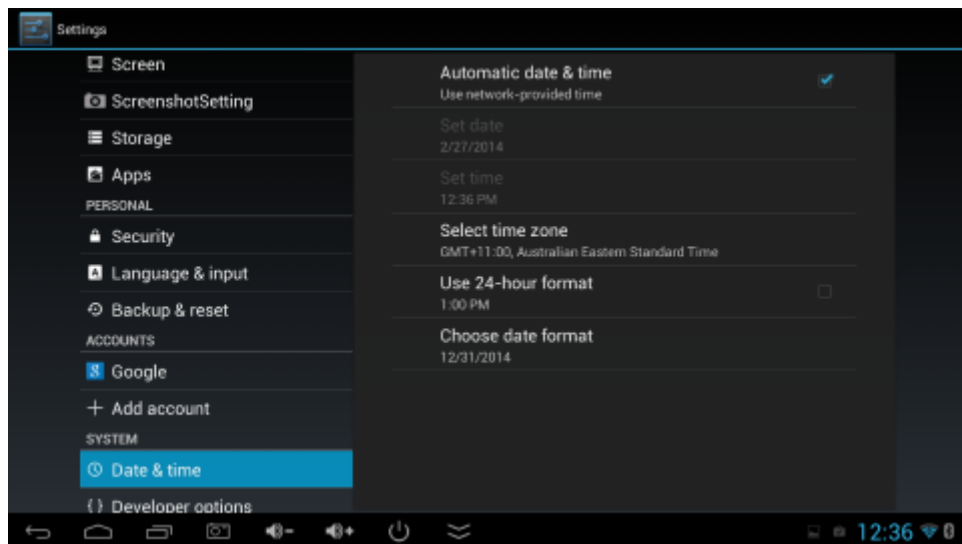 Settings
Screen
ScreenshotSetting
Storage
Apps
PERSONAL
Security
Language & input
Backup & reset
ACCOUNTS
Google
Add account
SYSTEM
Date & time
Developer options
Automatic date & time
Use network-provided time
Set date
2/27/2014
Set time
12:36 PM
Select time zone
GMT+11:00, Australian Eastern Standard Time
Use 24-hour format
1:00 PM
Choose date format
12/31/2014
12:36